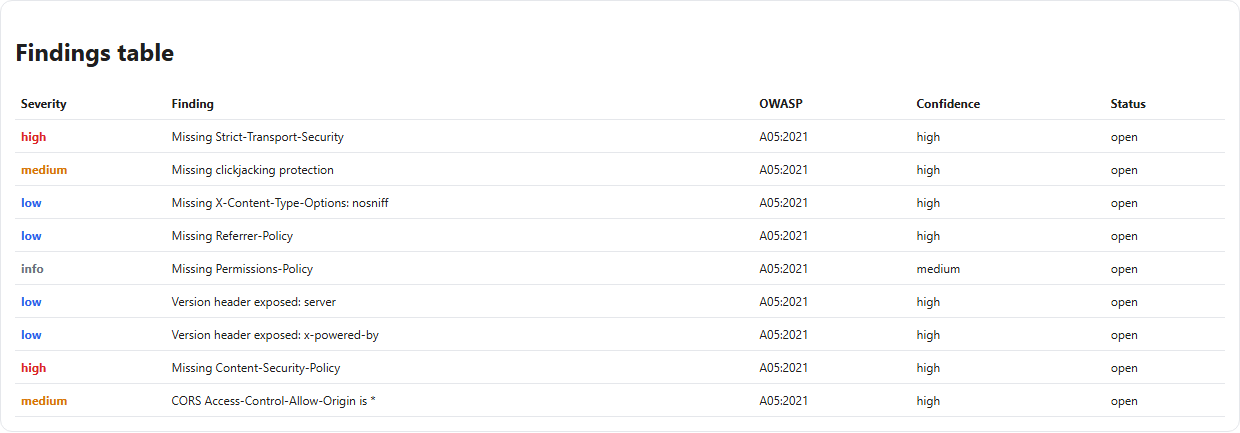 Findings table
Severity Finding OWASP Confidence Status
high Missing Strict-Transport-Security A05:2021 high open
medium Missing clickjacking protection A05:2021 high open
low Missing X-Content-Type-Options: nosniff A05:2021 high open
low Missing Referrer-Policy A05:2021 high open
info Missing Permissions-Policy A05:2021 medium open
low Version header exposed: server A05:2021 high open
low Version header exposed: x-powered-by A05:2021 high open
high Missing Content-Security-Policy A05:2021 high open
medium CORS Access-Control-Allow-Origin is * A05:2021 high open